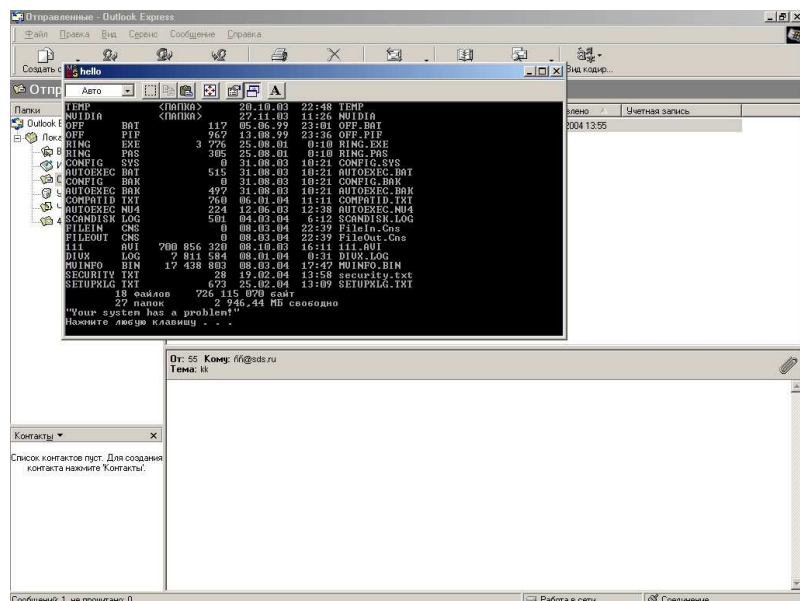 Отправленные - Outlook Express
Файл Правка Вид Сервис Сообщение Справка
Создать с
Вид кодир...
hello
Авто
A
TEMP <ПАПКА> 20.10.03 22:48 TEMP
NVIDIA <ПАПКА> 27.11.03 11:26 NVIDIA
OFF BAT 117 05.06.99 23:01 OFF.BAT
OFF PIF 967 13.08.99 23:36 OFF.PIF
RING EXE 3 776 25.08.01 0:10 RING.EXE
RING PAS 305 25.08.01 0:10 RING.PAS
CONFIG SYS 0 31.08.03 10:21 CONFIG.SYS
AUTOEXEC BAT 515 31.08.03 10:21 AUTOEXEC.BAT
CONFIG BAK 0 31.08.03 10:21 CONFIG.BAK
AUTOEXEC BAK 497 31.08.03 10:21 AUTOEXEC.BAK
COMPATID TXT 760 06.01.04 11:11 COMPATID.TXT
AUTOEXEC NU4 224 12.06.03 12:38 AUTOEXEC.NU4
SCANDISK LOG 501 04.03.04 6:12 SCANDISK.LOG
FILEIN CNS 0 08.03.04 22:39 FileIn.Cns
FILEOUT CNS 0 08.03.04 22:39 FileOut.Cns
111 AVI 700 856 320 08.10.03 16:11 111.AVI
DIVX LOG 7 811 584 08.01.04 0:31 DIVX.LOG
MVINFO BIN 17 438 803 08.03.04 17:47 MVINFO.BIN
SECURITY TXT 28 19.02.04 13:58 security.txt
SETUPXLG TXT 673 25.02.04 13:09 SETUPXLG.TXT
18 файлов 726 115 070 байт
27 папок 2 946,44 МБ свободно
"Your system has a problem!"
Нажмите любую клавишу . . .
Отп
Папки
Outlook E
Лока
влено Учетная запись
2004 13:55
От: 55 Кому: ññ@sds.ru
Тема: kk
Контакты
Список контактов пуст. Для создания
контакта нажмите "Контакты".
Сообщений: 1, не прочитано: 0
Работа в сети
Соединение